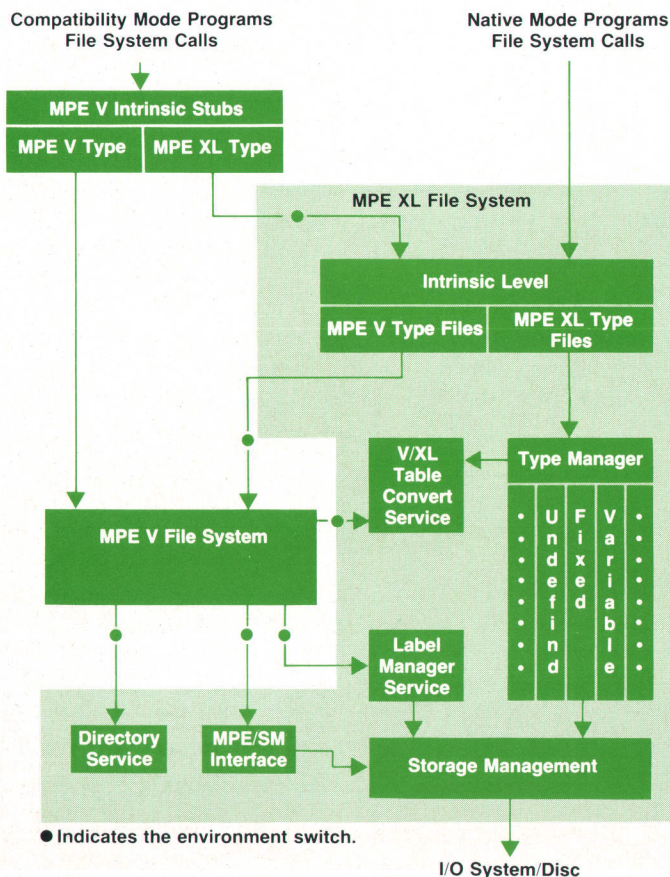 Compatibility Mode Programs
File System Calls
Native Mode Programs
File System Calls
MPE V Intrinsic Stubs
MPE V Type
MPE XL Type
MPE XL File System
Intrinsic Level
MPE V Type Files
MPE XL Type
Files
V/XL
Table
Convert
Service
Type Manager
Undefind
Fixed
Variable
MPE V File System
Label
Manager
Service
Directory
Service
MPE/SM
Interface
Storage Management
● Indicates the environment switch.
I/O System/Disc